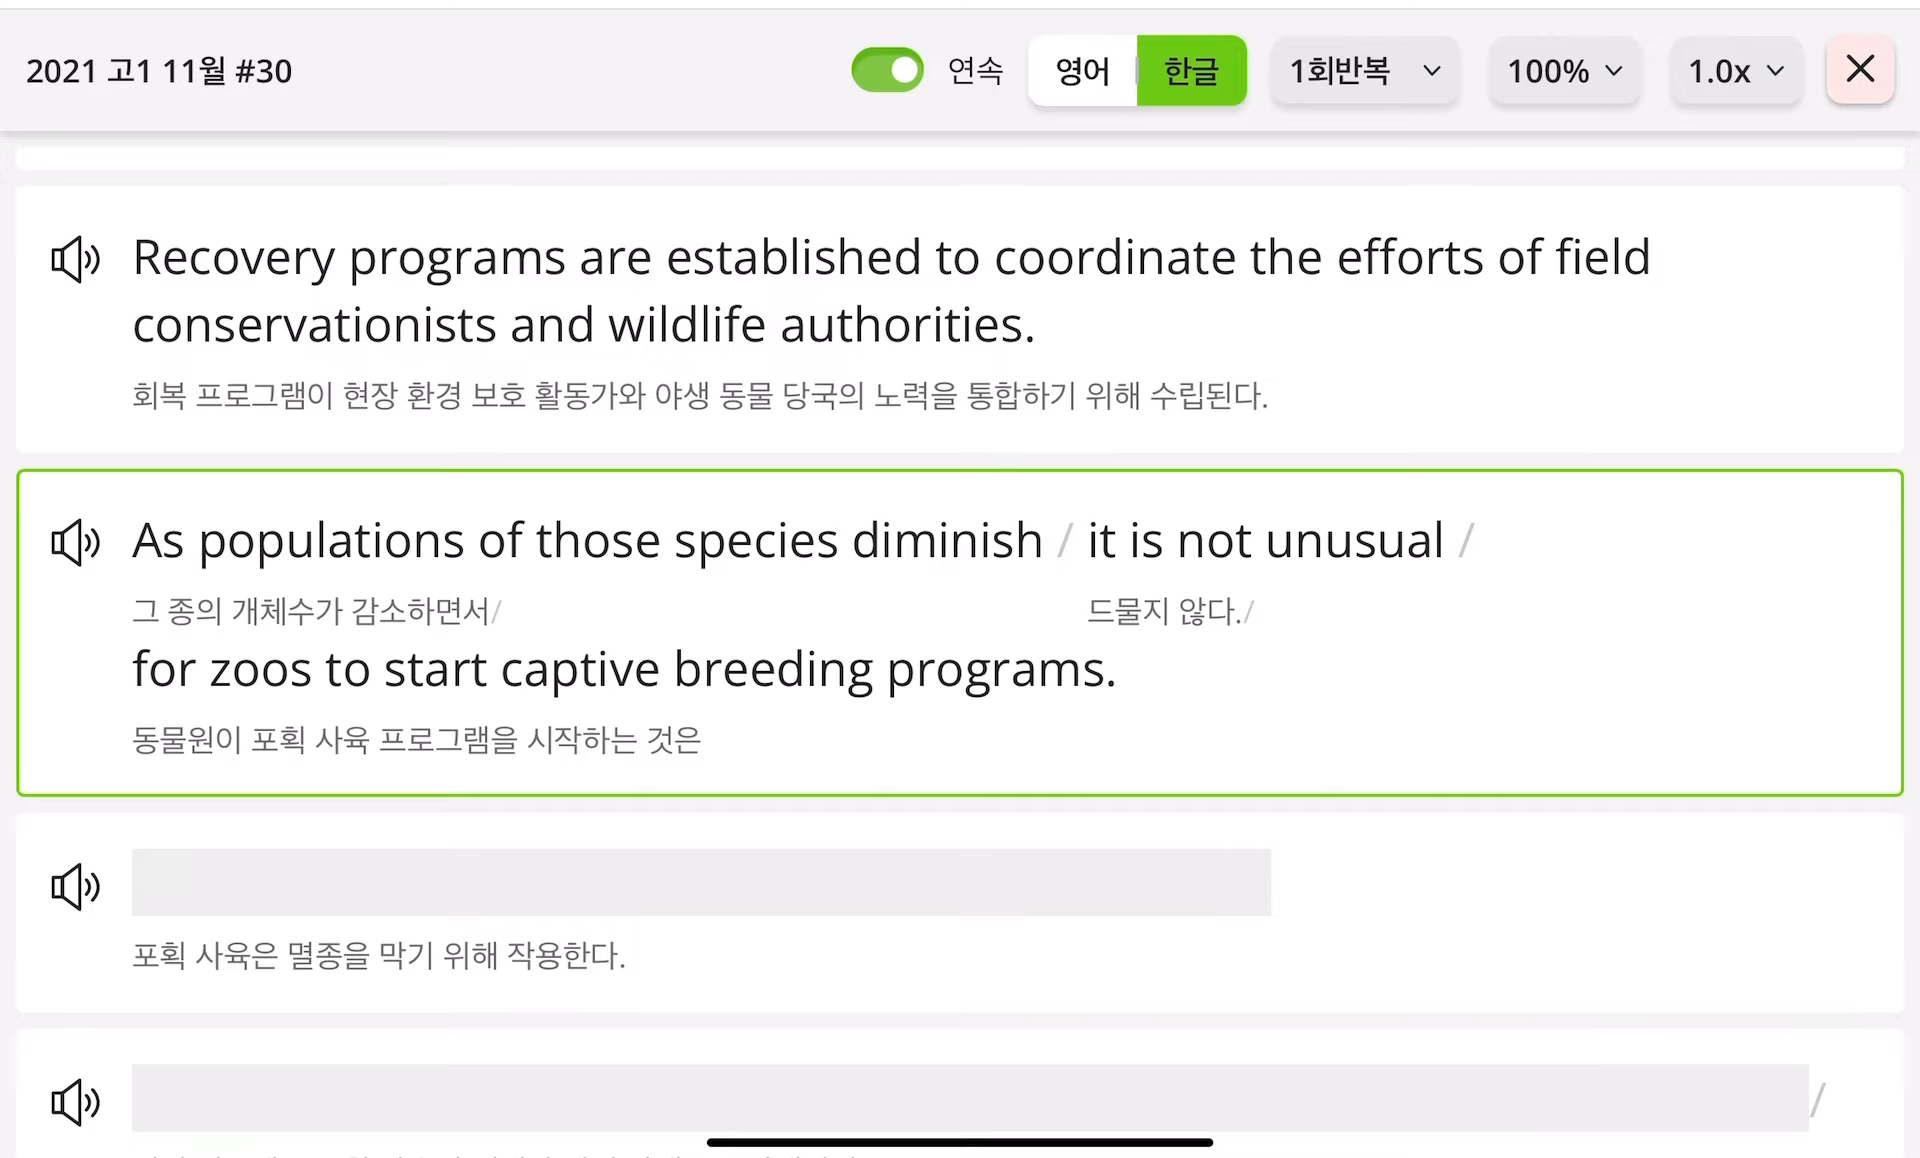 2021 고1 11월 #30
연속
영어
한글
1회반복
100%
1.0x
Recovery programs are established to coordinate the efforts of field
conservationists and wildlife authorities.
회복 프로그램이 현장 환경 보호 활동가와 야생 동물 당국의 노력을 통합하기 위해 수립된다.
As populations of those species diminish / it is not unusual /
그 종의 개체수가 감소하면서/ 드물지 않다./
for zoos to start captive breeding programs.
동물원이 포획 사육 프로그램을 시작하는 것은
포획 사육은 멸종을 막기 위해 작용한다.
/